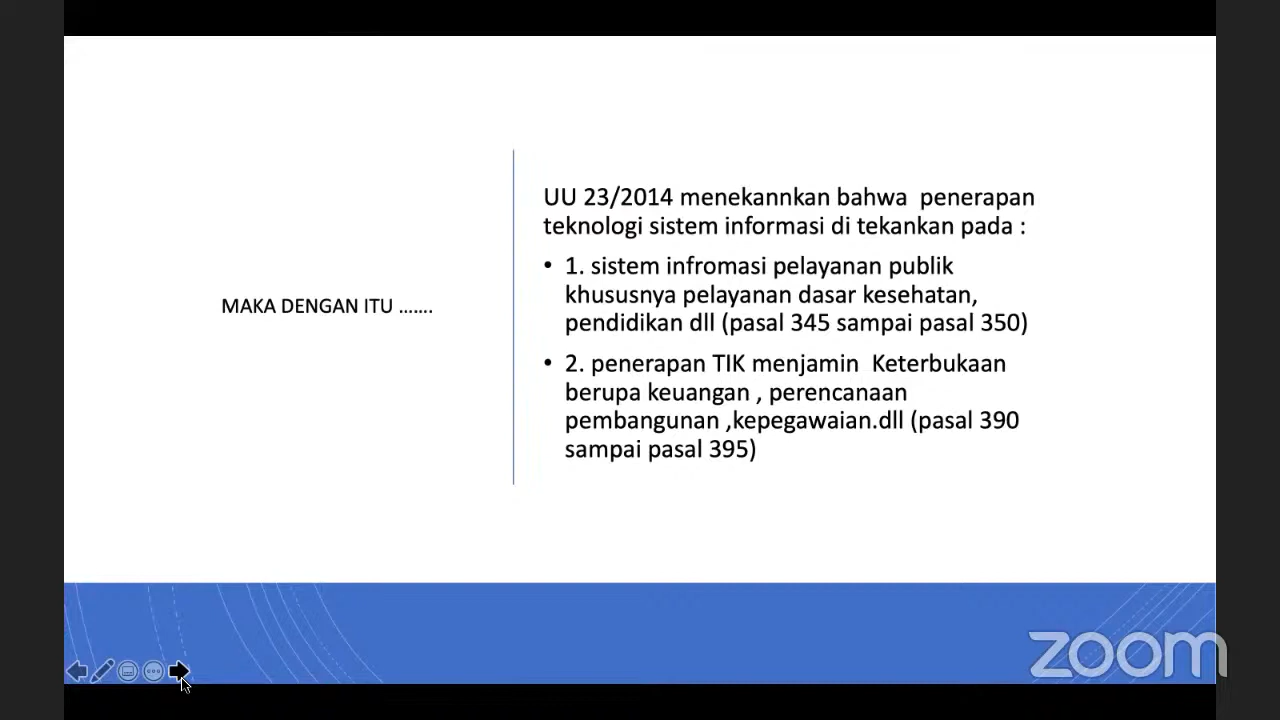 MAKA DENGAN ITU .......
UU 23/2014 menekannkan bahwa  penerapan
teknologi sistem informasi di tekankan pada :
• 1. sistem infromasi pelayanan publik
khususnya pelayanan dasar kesehatan,
pendidikan dll (pasal 345 sampai pasal 350)
• 2. penerapan TIK menjamin  Keterbukaan
berupa keuangan , perencanaan
pembangunan ,kepegawaian.dll (pasal 390
sampai pasal 395)
zoom